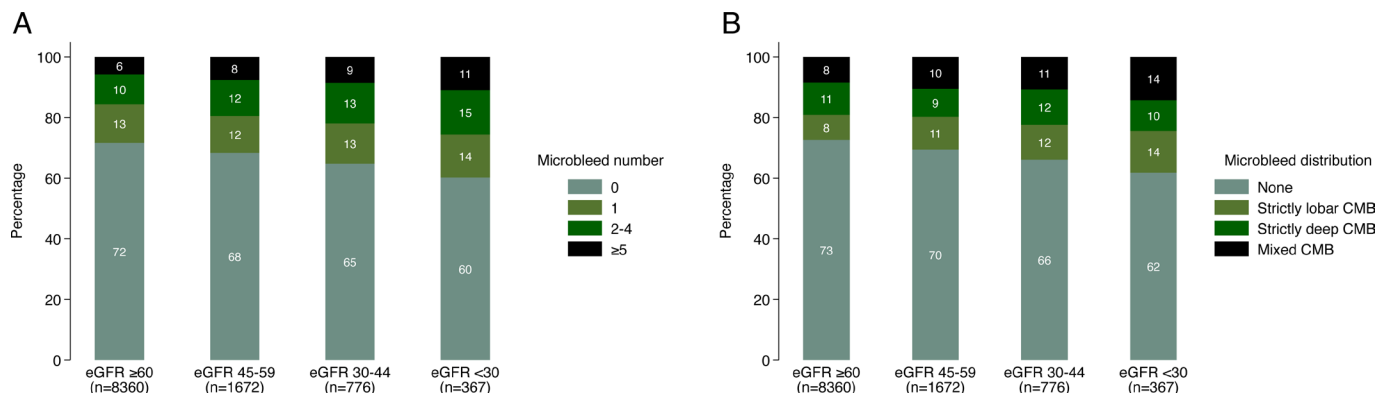 A
Percentage
100
80
60
40
20
0
6
10
13
72
8
12
12
68
9
13
13
65
11
15
14
60
eGFR ≥60
(n=8360)
eGFR 45-59
(n=1672)
eGFR 30-44
(n=776)
eGFR <30
(n=367)
Microbleed number
0
1
2-4
≥5
B
Percentage
100
80
60
40
20
0
8
11
8
73
10
9
11
70
11
12
12
66
14
10
14
62
eGFR ≥60
(n=8360)
eGFR 45-59
(n=1672)
eGFR 30-44
(n=776)
eGFR <30
(n=367)
Microbleed distribution
None
Strictly lobar CMB
Strictly deep CMB
Mixed CMB